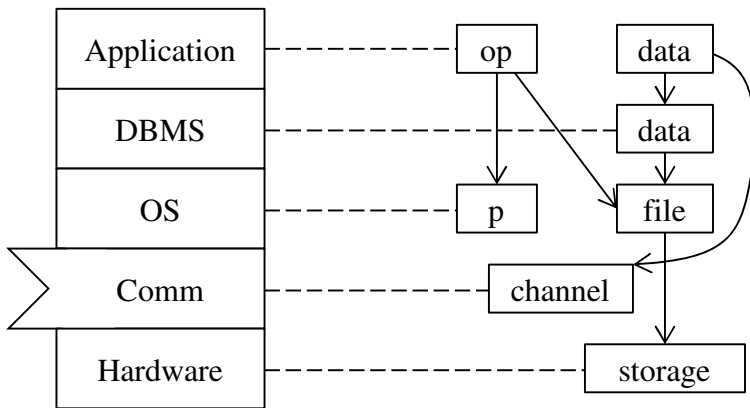 Application op data
DBMS data
OS p file
Comm channel
Hardware storage